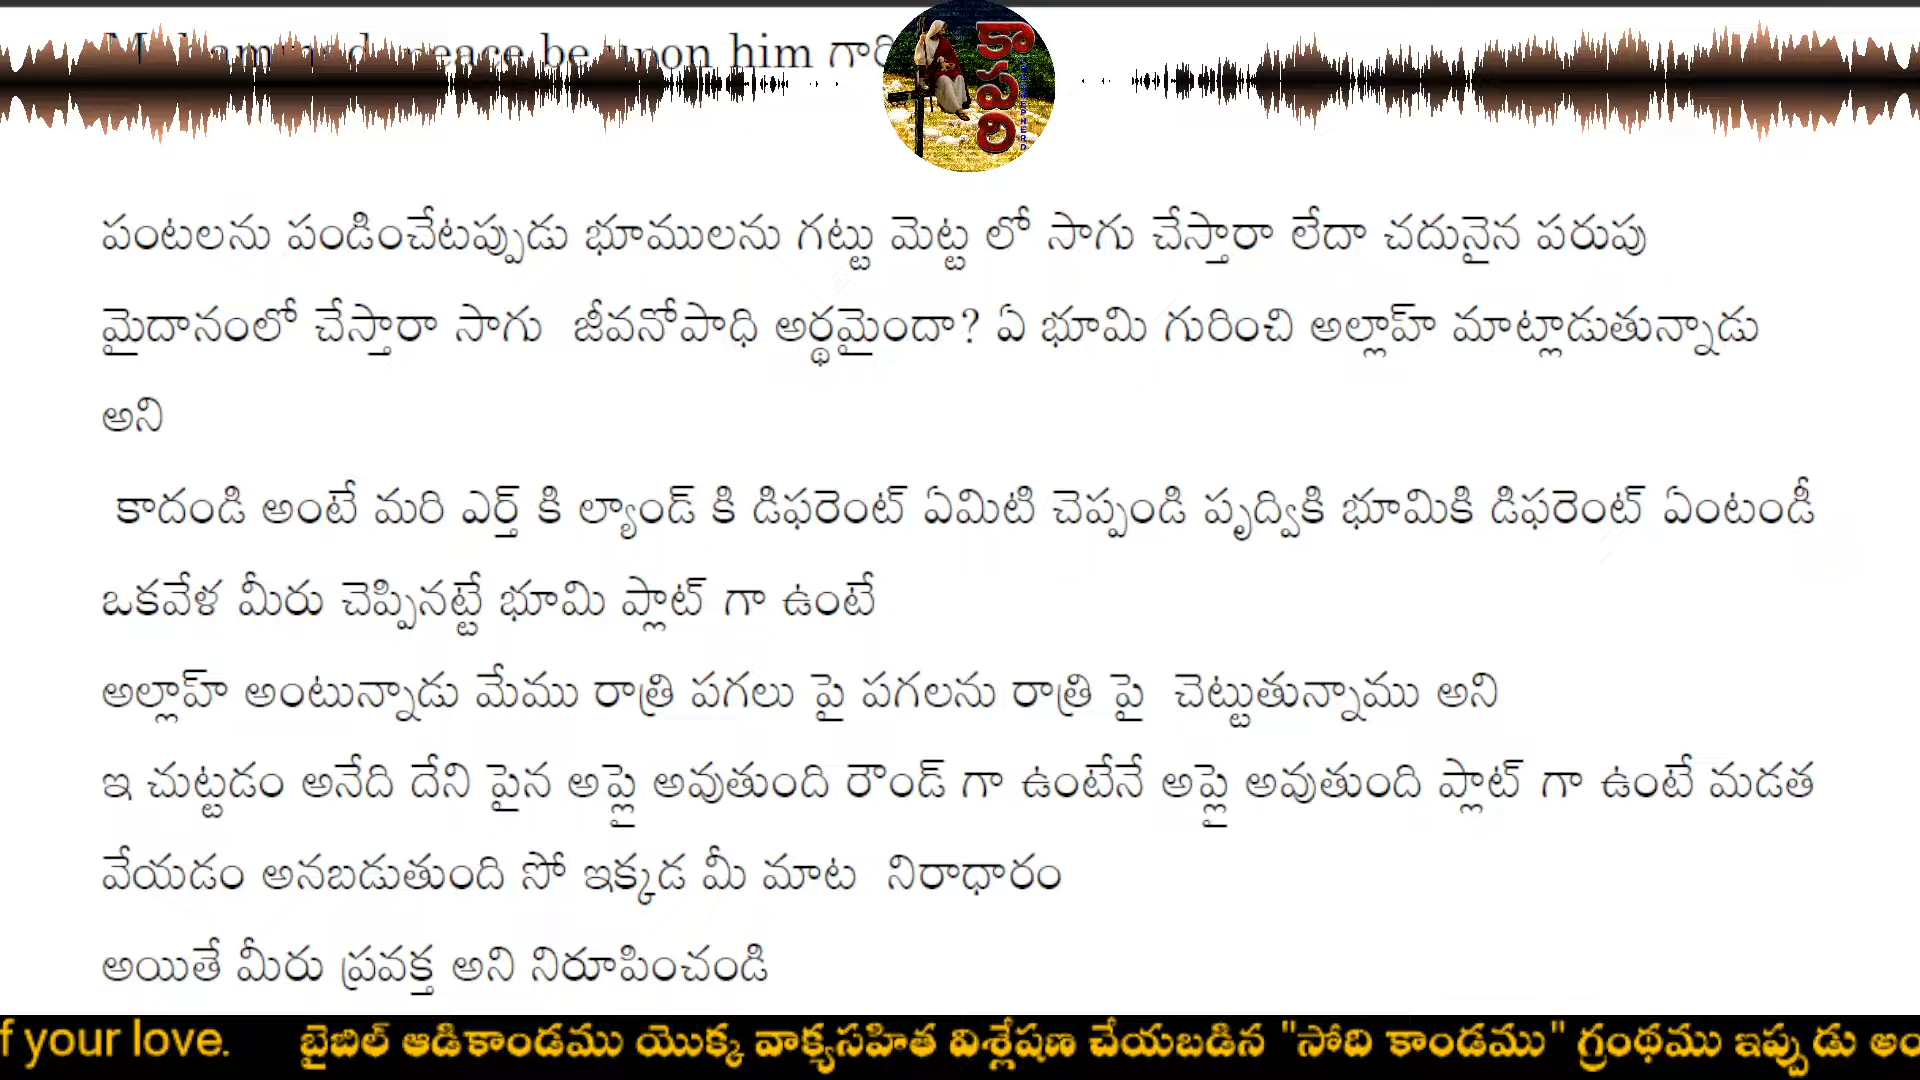 peace be upon him గారి
కాపరి
పంటలను పండించేటప్పుడు భూములను గట్టు మెట్ట లో సాగు చేస్తారా లేదా చదునైన పరుపు
మైదానంలో చేస్తారా సాగు జీవనోపాధి అర్థమైందా? ఏ భూమి గురించి అల్లాహ్ మాట్లాడుతున్నాడు
అని
కాదండి అంటే మరి ఎర్త్ కి ల్యాండ్ కి డిఫరెంట్ ఏమిటి చెప్పండి పృద్వికి భూమికి డిఫరెంట్ ఏంటండీ
ఒకవేళ మీరు చెప్పినట్టే భూమి ప్లాట్ గా ఉంటే
అల్లాహ్ అంటున్నాడు మేము రాత్రి పగలు పై పగలను రాత్రి పై చెట్టుతున్నాము అని
ఇ చుట్టడం అనేది దేని పైన అప్లై అవుతుంది రౌండ్ గా ఉంటేనే అప్లై అవుతుంది ప్లాట్ గా ఉంటే మడత
వేయడం అనబడుతుంది సో ఇక్కడ మీ మాట నిరాధారం
అయితే మీరు ప్రవక్త అని నిరూపించండి
f your love. బైబిల్ ఆడికాండము యొక్క వాక్యసహిత విశ్లేషణ చేయబడిన "సోది కాండము" గ్రంథము ఇప్పుడు అం